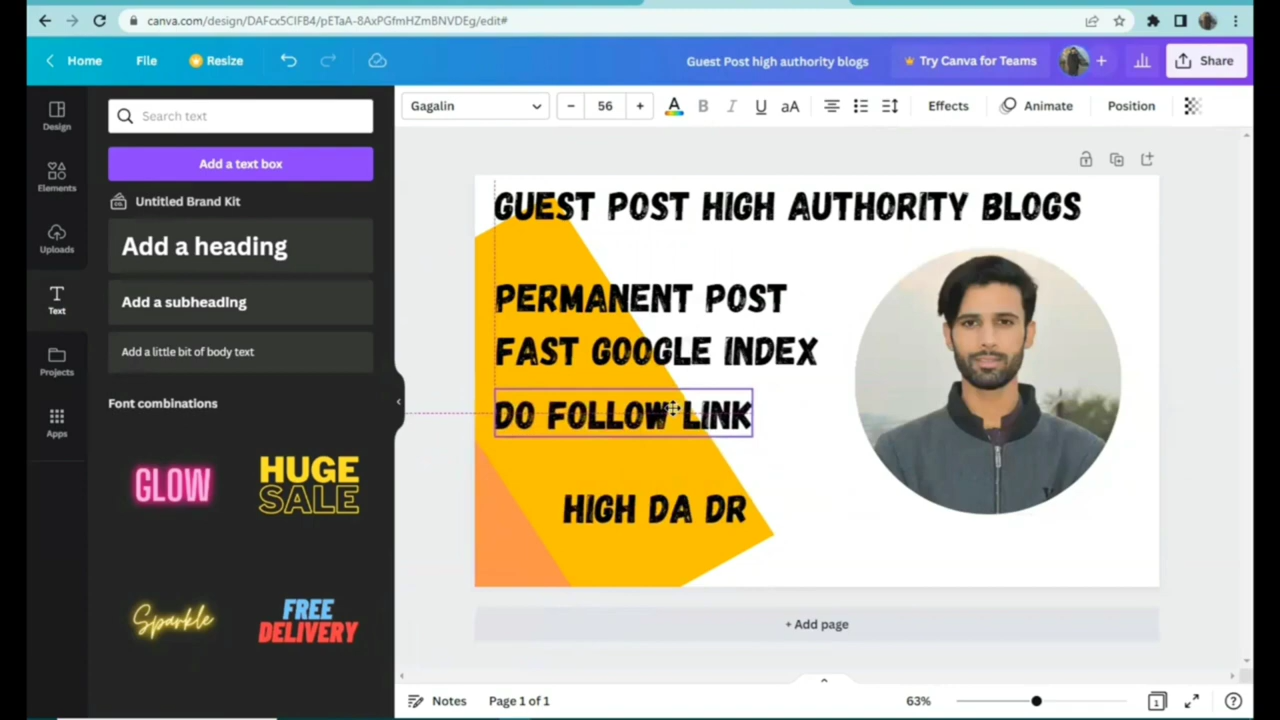 canva.com/design/DAFcx5CIFB4/pETaA-8AxPGfmHZmBNVDEg/edit#
Home File Resize Guest Post high authority blogs Try Canva for Teams + Share
Gagalin – 56 + A B I U aA Effects Animate Position
Design
Elements
Uploads
Text
Projects
Apps
Search text
Add a text box
Untitled Brand Kit
Add a heading
Add a subheading
Add a little bit of body text
Font combinations
GLOW
HUGE
SALE
Sparkle
FREE
DELIVERY
GUEST POST HIGH AUTHORITY BLOGS
PERMANENT POST
FAST GOOGLE INDEX
DO FOLLOW LINK
HIGH DA DR
+ Add page
Notes Page 1 of 1 63% 1 ?